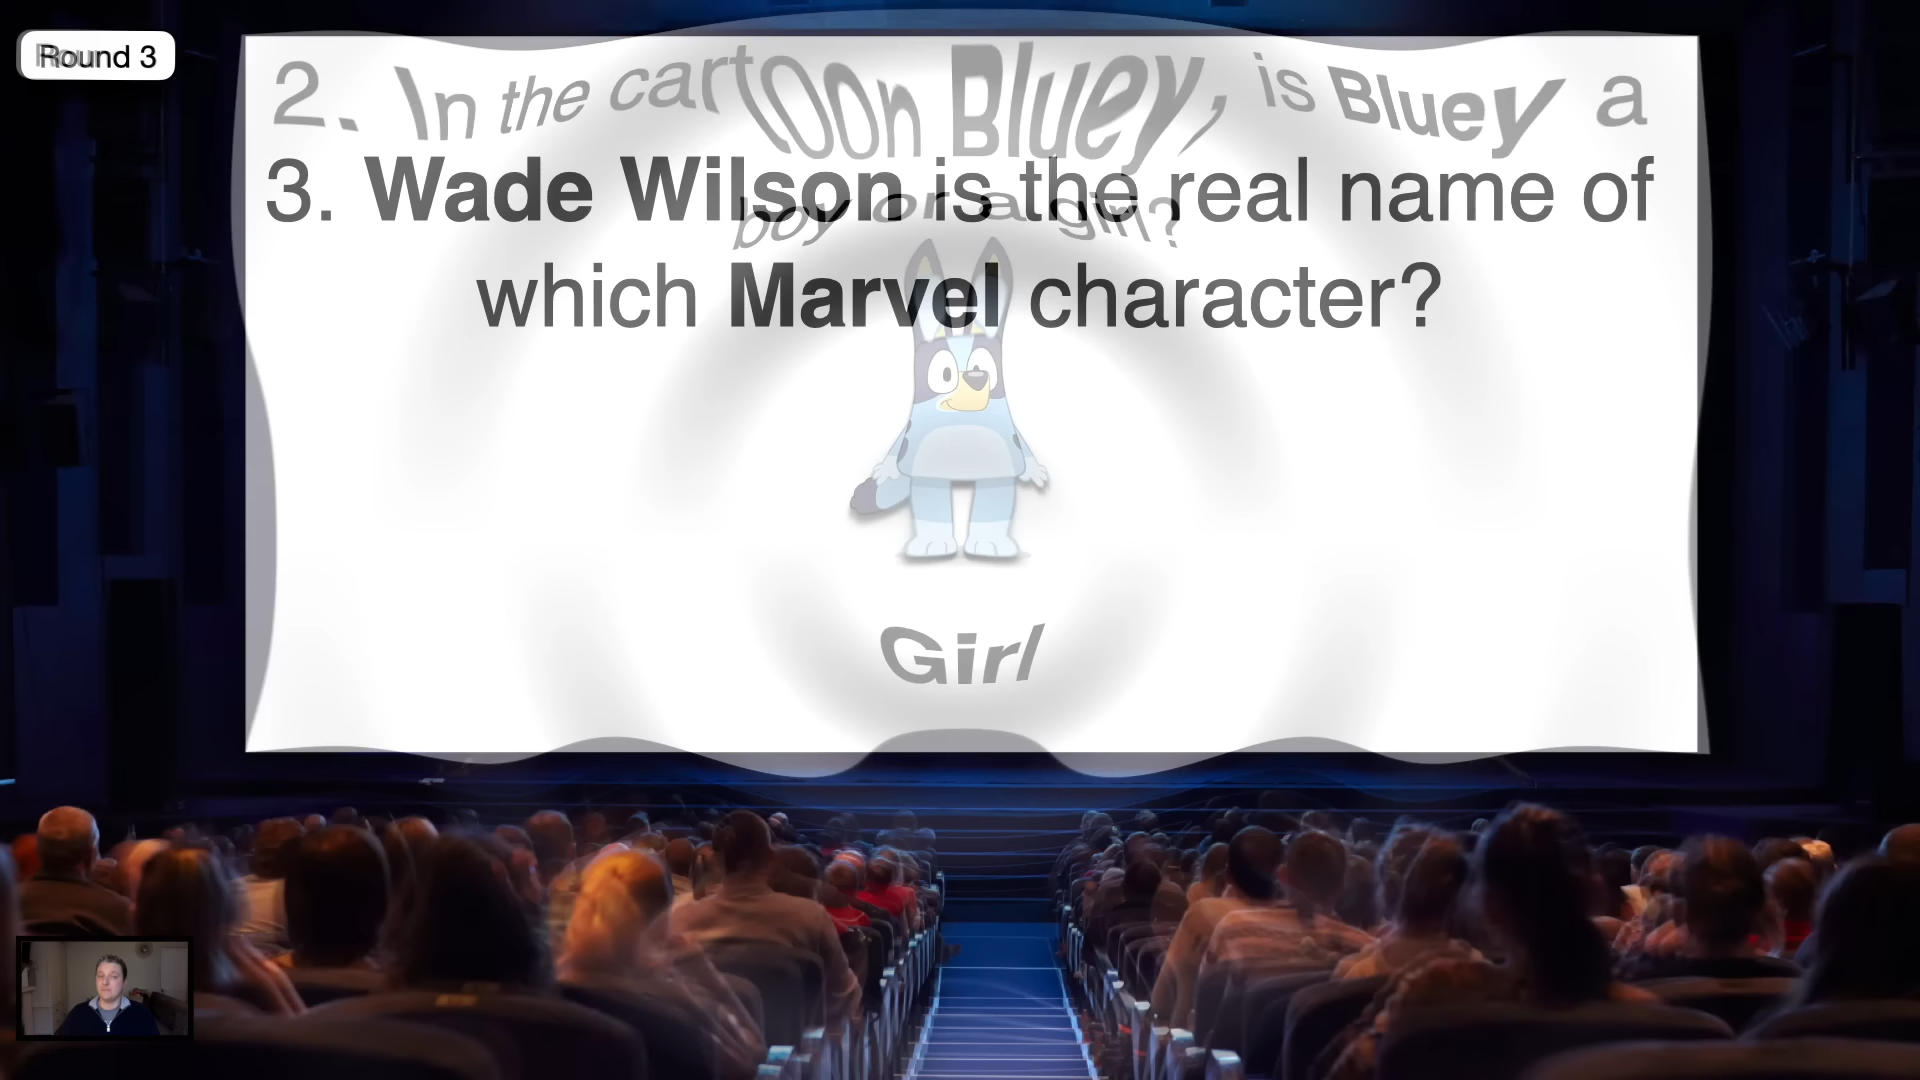 Round 3
2. In the cartoon Bluey, is Bluey a
boy or a girl?
3. Wade Wilson is the real name of
which Marvel character?
Girl